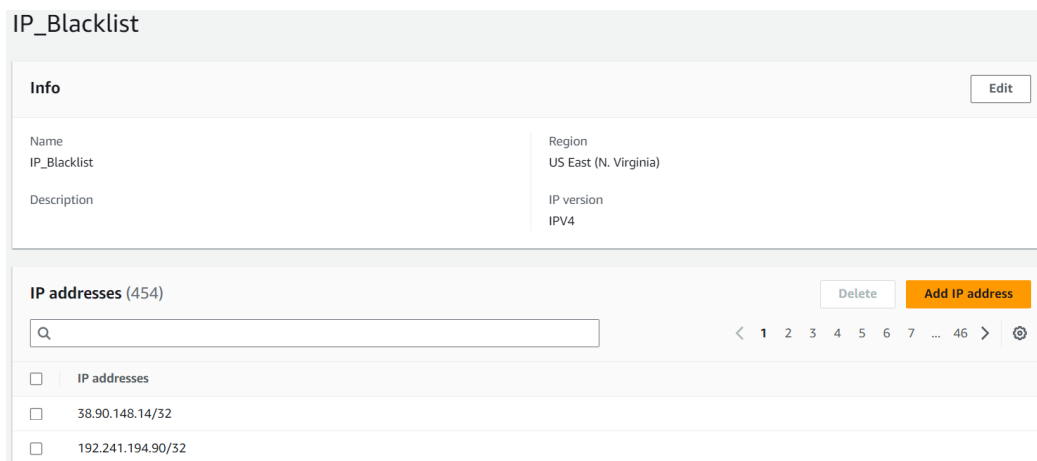 IP_Blacklist
Info
Edit
Name
IP_Blacklist
Region
US East (N. Virginia)
Description
IP version
IPV4
IP addresses (454)
Delete
Add IP address
1 2 3 4 5 6 7 ... 46
IP addresses
38.90.148.14/32
192.241.194.90/32